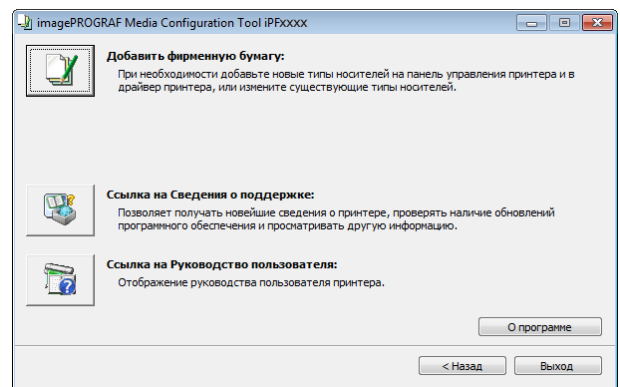 imagePROGRAF Media Configuration Tool iPFxxxx
Добавить фирменную бумагу:
При необходимости добавьте новые типы носителей на панель управления принтера и в
драйвер принтера, или измените существующие типы носителей.
Ссылка на Сведения о поддержке:
Позволяет получать новейшие сведения о принтере, проверять наличие обновлений
программного обеспечения и просматривать другую информацию.
Ссылка на Руководство пользователя:
Отображение руководства пользователя принтера.
О программе
< Назад
Выход